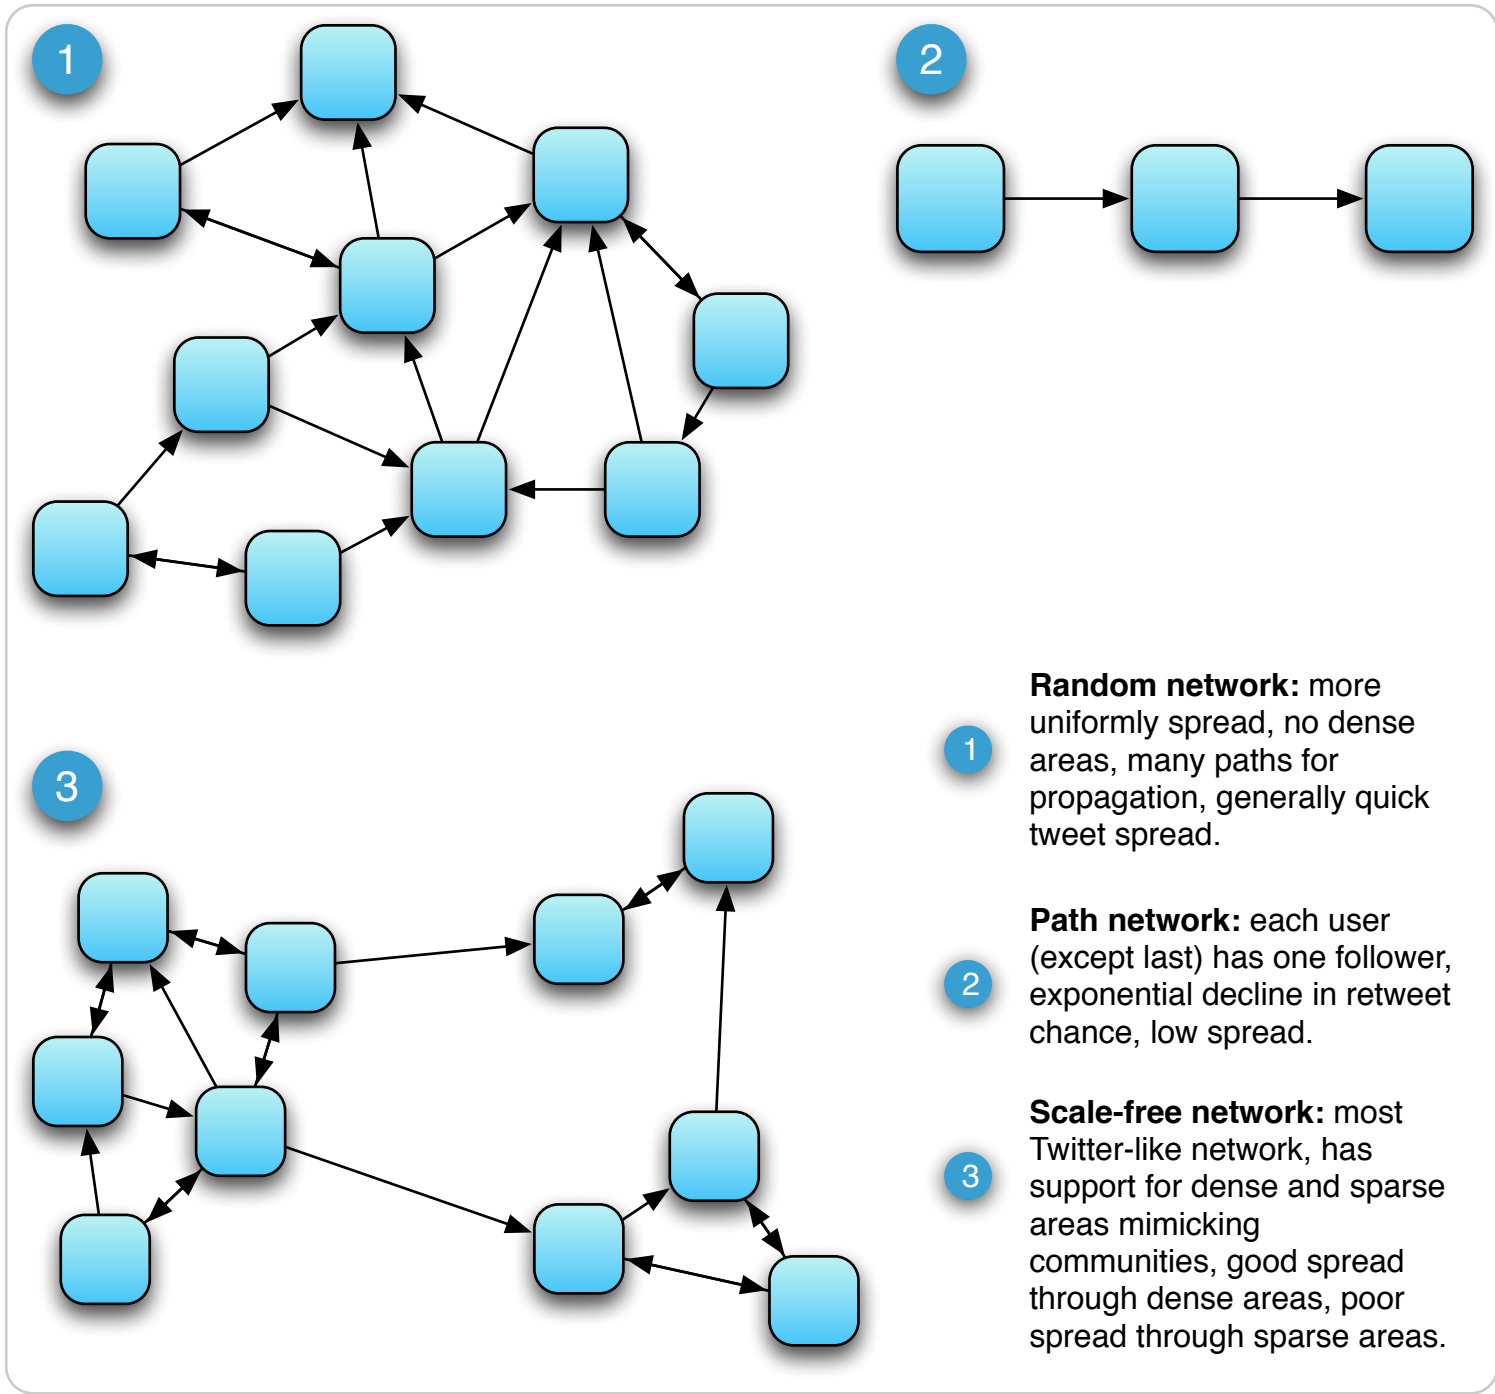 1
2
3
1
Random network: more
uniformly spread, no dense
areas, many paths for
propagation, generally quick
tweet spread.
2
Path network: each user
(except last) has one follower,
exponential decline in retweet
chance, low spread.
3
Scale-free network: most
Twitter-like network, has
support for dense and sparse
areas mimicking
communities, good spread
through dense areas, poor
spread through sparse areas.